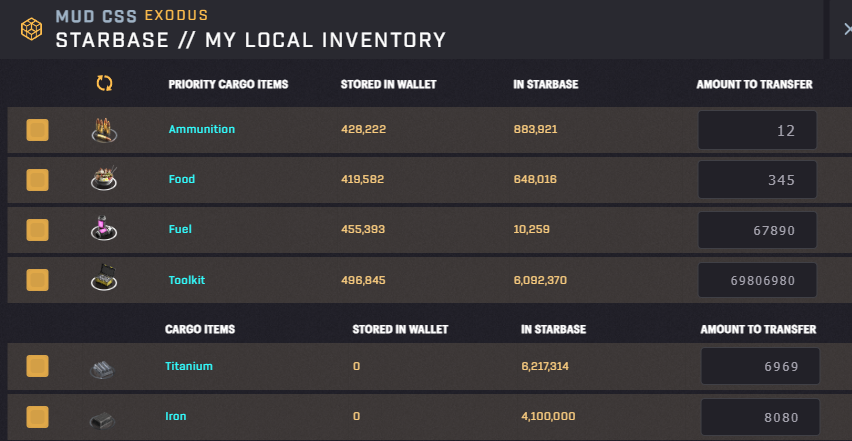 MUD CSS EXODUS
STARBASE // MY LOCAL INVENTORY
PRIORITY CARGO ITEMS STORED IN WALLET IN STARBASE AMOUNT TO TRANSFER
Ammunition 428,222 883,921 12
Food 419,582 648,016 345
Fuel 455,393 10,259 67890
Toolkit 496,845 6,092,370 69806980
CARGO ITEMS STORED IN WALLET IN STARBASE AMOUNT TO TRANSFER
Titanium 0 6,217,314 6969
Iron 0 4,100,000 8080